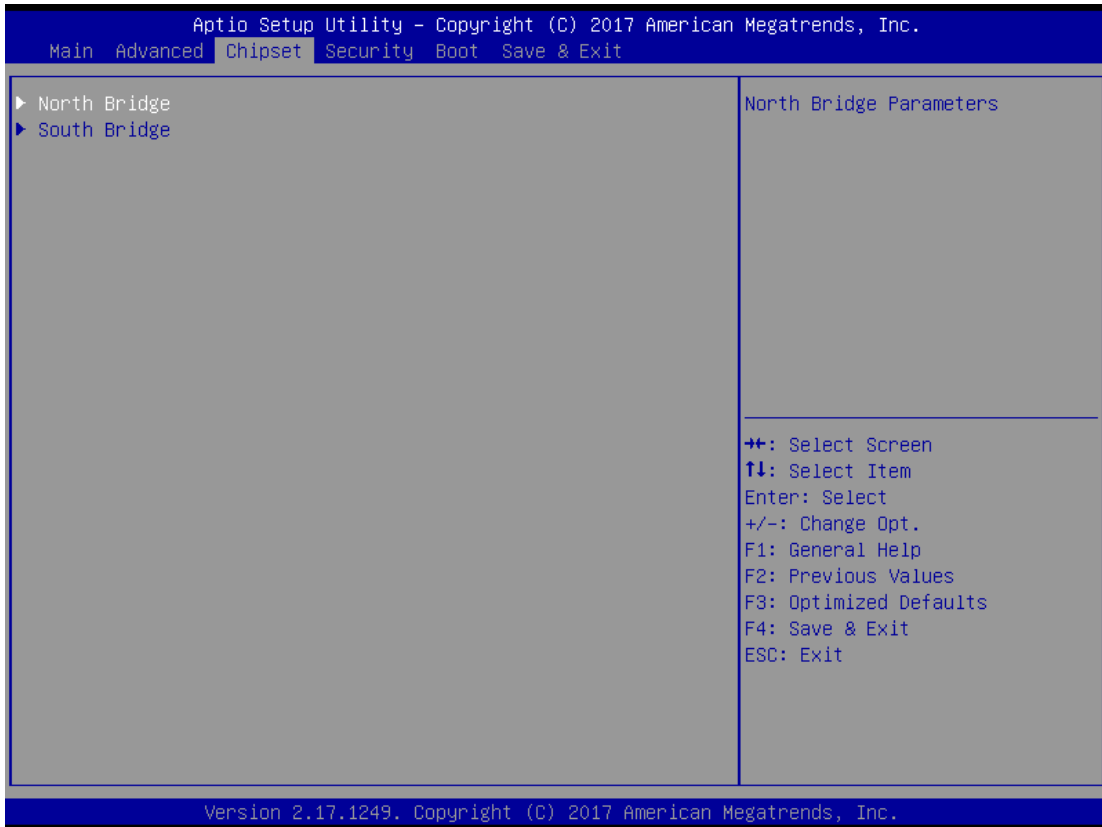 Aptio Setup Utility – Copyright (C) 2017 American Megatrends, Inc.
Main Advanced Chipset Security Boot Save & Exit
▶ North Bridge
▶ South Bridge
North Bridge Parameters
→←: Select Screen
↑↓: Select Item
Enter: Select
+/-: Change Opt.
F1: General Help
F2: Previous Values
F3: Optimized Defaults
F4: Save & Exit
ESC: Exit
Version 2.17.1249. Copyright (C) 2017 American Megatrends, Inc.